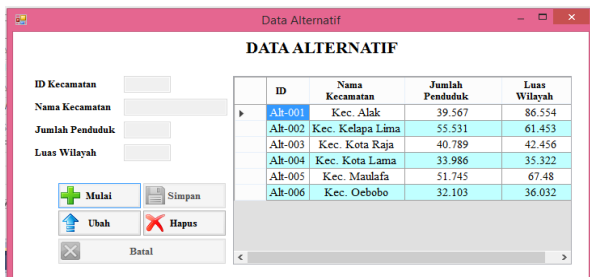 Data Alternatif
DATA ALTERNATIF
ID Kecamatan
Nama Kecamatan
Jumlah Penduduk
Luas Wilayah
Mulai Simpan
Ubah Hapus
Batal
ID Nama Kecamatan Jumlah Penduduk Luas Wilayah
Alt-001 Kec. Alak 39.567 86.554
Alt-002 Kec. Kelapa Lima 55.531 61.453
Alt-003 Kec. Kota Raja 40.789 42.456
Alt-004 Kec. Kota Lama 33.986 35.322
Alt-005 Kec. Maulafa 51.745 67.48
Alt-006 Kec. Oebobo 32.103 36.032